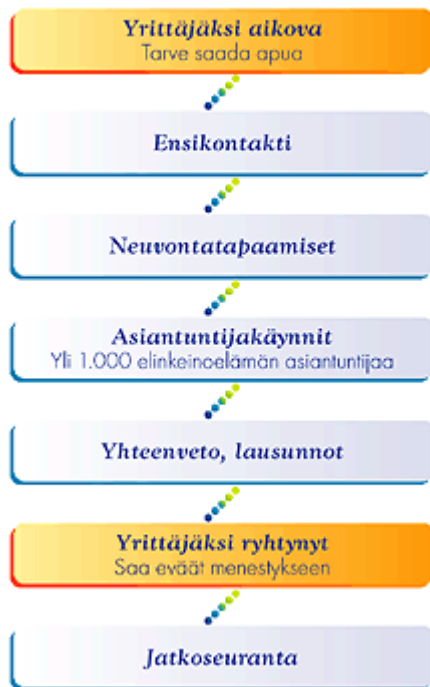 Yrittäjäksi aikova
Tarve saada apua
Ensikontakti
Neuvontatapaamiset
Asiantuntijakäynnit
Yli 1.000 elinkeinoelämän asiantuntijaa
Yhteenveto, lausunnot
Yrittäjäksi ryhtynyt
Saa eväät menestykseen
Jatkoseuranta